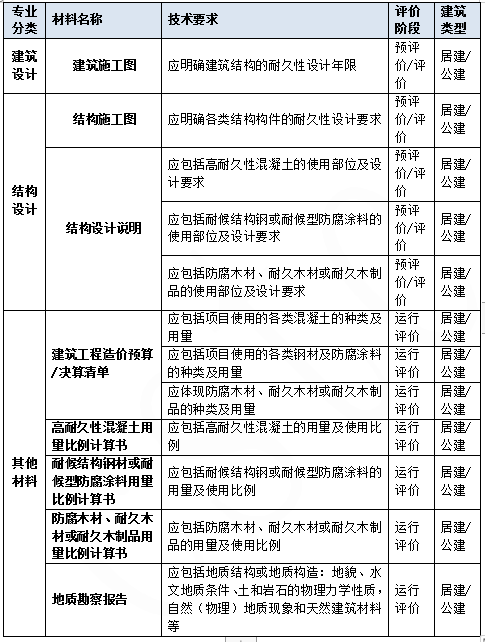 专业分类 材料名称 技术要求 评价阶段 建筑类型
建筑设计 建筑施工图 应明确建筑结构的耐久性设计年限 预评价/评价 居建/公建
结构设计 结构施工图 应明确各类结构构件的耐久性设计要求 预评价/评价 居建/公建
结构设计说明 应包括高耐久性混凝土的使用部位及设计要求 预评价/评价 居建/公建
应包括耐候结构钢或耐候型防腐涂料的使用部位及设计要求 预评价/评价 居建/公建
应包括防腐木材、耐久木材或耐久木制品的使用部位及设计要求 预评价/评价 居建/公建
其他材料 建筑工程造价预算/决算清单 应包括项目使用的各类混凝土的种类及用量 运行评价 居建/公建
应包括项目使用的各类钢材及防腐涂料的种类及用量 运行评价 居建/公建
应体现防腐木材、耐久木材或耐久木制品的种类及用量 运行评价 居建/公建
高耐久性混凝土用量比例计算书 应包括高耐久性混凝土的用量及使用比例 运行评价 居建/公建
耐候结构钢材或耐候型防腐涂料用量比例计算书 应包括耐候结构钢或耐候型防腐涂料的用量及使用比例 运行评价 居建/公建
防腐木材、耐久木材或耐久木制品用量比例计算书 应包括防腐木材、耐久木材或耐久木制品的用量及使用比例 运行评价 居建/公建
地质勘察报告 应包括地质结构或地质构造：地貌、水文地质条件、土和岩石的物理力学性质，自然（物理）地质现象和天然建筑材料等 运行评价 居建/公建